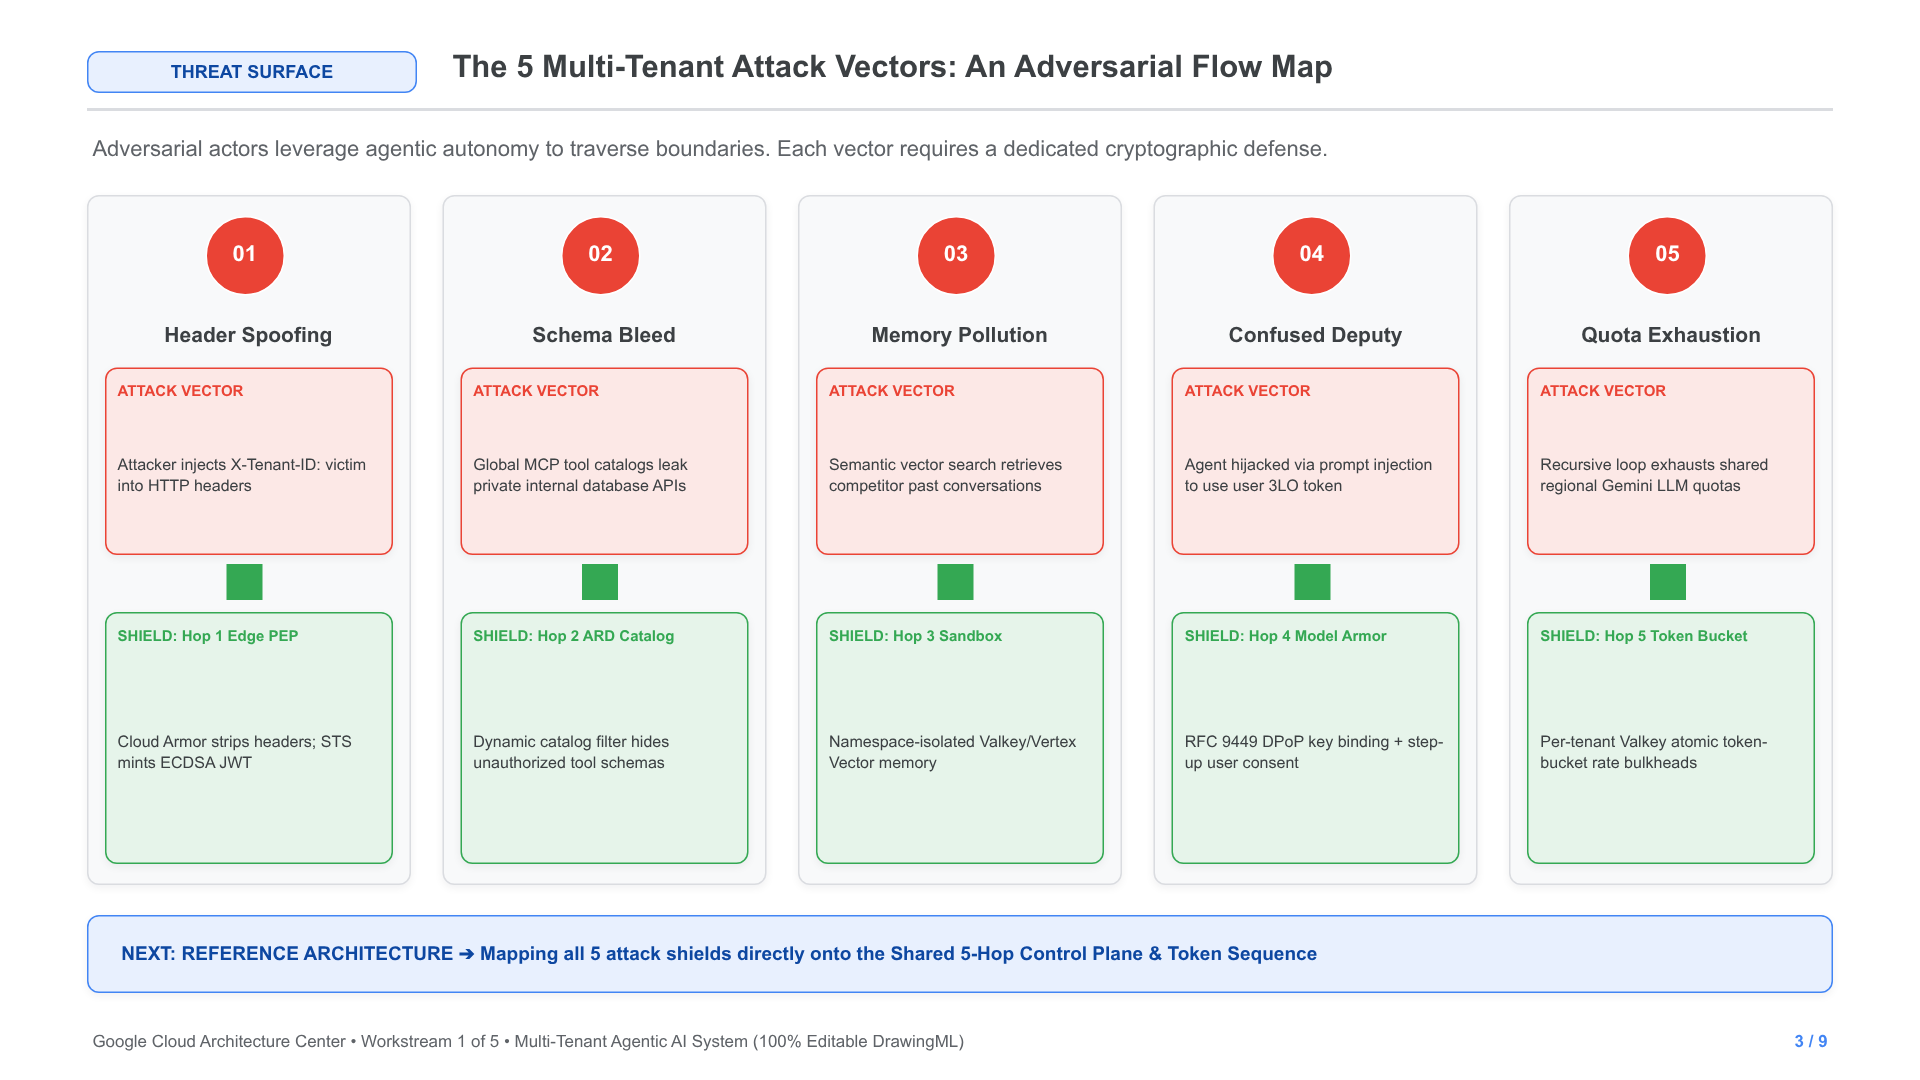 THREAT SURFACE
The 5 Multi-Tenant Attack Vectors: An Adversarial Flow Map
Adversarial actors leverage agentic autonomy to traverse boundaries. Each vector requires a dedicated cryptographic defense.
01
Header Spoofing
ATTACK VECTOR
Attacker injects X-Tenant-ID: victim
into HTTP headers
SHIELD: Hop 1 Edge PEP
Cloud Armor strips headers; STS
mints ECDSA JWT
02
Schema Bleed
ATTACK VECTOR
Global MCP tool catalogs leak
private internal database APIs
SHIELD: Hop 2 ARD Catalog
Dynamic catalog filter hides
unauthorized tool schemas
03
Memory Pollution
ATTACK VECTOR
Semantic vector search retrieves
competitor past conversations
SHIELD: Hop 3 Sandbox
Namespace-isolated Valkey/Vertex
Vector memory
04
Confused Deputy
ATTACK VECTOR
Agent hijacked via prompt injection
to use user 3LO token
SHIELD: Hop 4 Model Armor
RFC 9449 DPoP key binding + step-
up user consent
05
Quota Exhaustion
ATTACK VECTOR
Recursive loop exhausts shared
regional Gemini LLM quotas
SHIELD: Hop 5 Token Bucket
Per-tenant Valkey atomic token-
bucket rate bulkheads
NEXT: REFERENCE ARCHITECTURE ➔ Mapping all 5 attack shields directly onto the Shared 5-Hop Control Plane & Token Sequence
Google Cloud Architecture Center • Workstream 1 of 5 • Multi-Tenant Agentic AI System (100% Editable DrawingML)
3 / 9